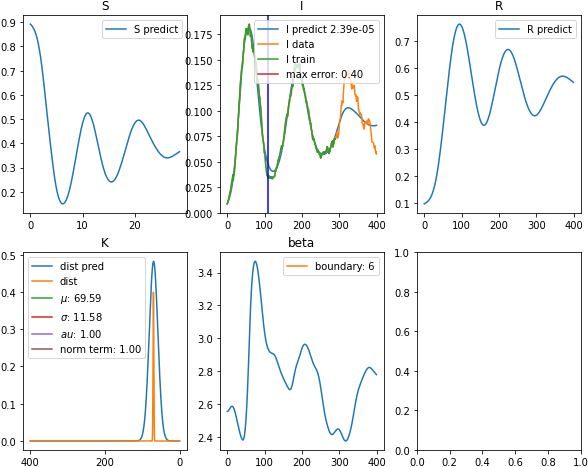 S
I
R
0.9
0.8
0.7
0.6
0.5
0.4
0.3
0.2
0
10
20
S predict
0.175
0.150
0.125
0.100
0.075
0.050
0.025
0.000
0 100 200 300 400
I predict 2.39e-05
I data
I train
max error: 0.40
0.7
0.6
0.5
0.4
0.3
0.2
0.1
0 100 200 300 400
R predict
K
beta
0.5
0.4
0.3
0.2
0.1
0.0
400 200 0
dist pred
dist
μ: 69.59
σ: 11.58
au: 1.00
norm term: 1.00
3.4
3.2
3.0
2.8
2.6
2.4
0 100 200 300 400
boundary: 6
1.0
0.8
0.6
0.4
0.2
0.0
0.0 0.2 0.4 0.6 0.8 1.0